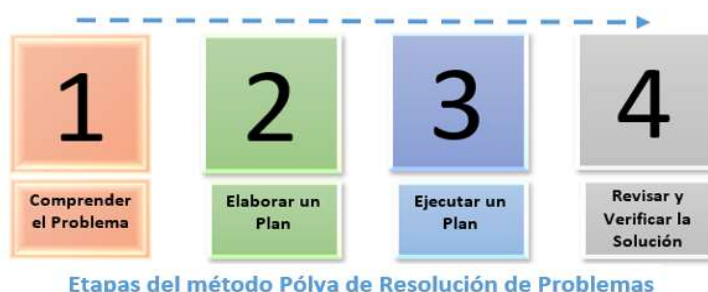 1
2
3
4
Comprender
el Problema
Elaborar un
Plan
Ejecutar un
Plan
Revisar y
Verificar la
Solución
Etapas del método Pólya de Resolución de Problemas